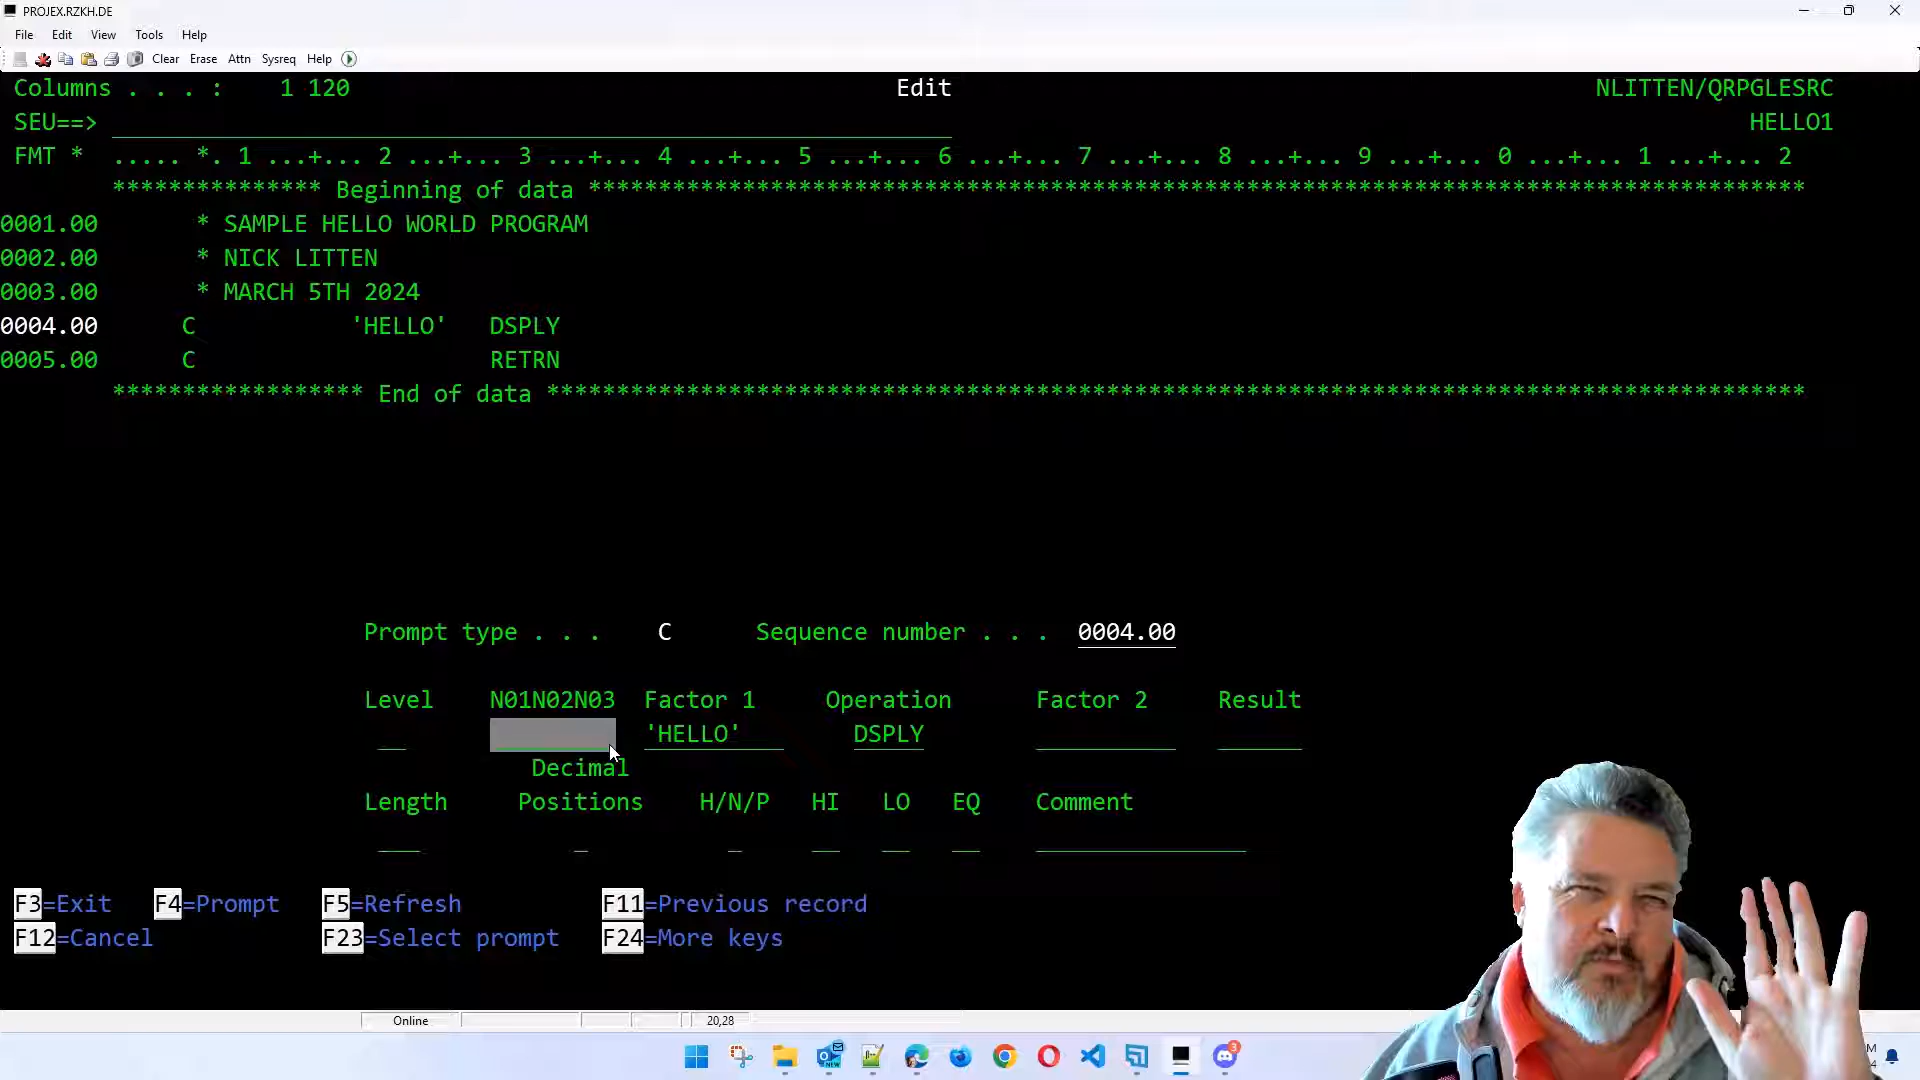 PROJEX.RZKH.DE
File Edit View Tools Help
Clear Erase Attn Sysreq Help
Columns . . . : 1 120 Edit NLITTEN/QRPGLESRC
SEU==> HELLO1
FMT * ..... *. 1 ...+... 2 ...+... 3 ...+... 4 ...+... 5 ...+... 6 ...+... 7 ...+... 8 ...+... 9 ...+... 0 ...+... 1 ...+... 2
*************** Beginning of data ***************************************************************************************
0001.00 * SAMPLE HELLO WORLD PROGRAM
0002.00 * NICK LITTEN
0003.00 * MARCH 5TH 2024
0004.00 C 'HELLO' DSPLY
0005.00 C RETRN
****************** End of data ******************************************************************************************
Prompt type . . . C Sequence number . . . 0004.00
Level N01N02N03 Factor 1 Operation Factor 2 Result
'HELLO' DSPLY
Decimal
Length Positions H/N/P HI LO EQ Comment
F3=Exit F4=Prompt F5=Refresh F11=Previous record
F12=Cancel F23=Select prompt F24=More keys
Online 20,28
NEW 3